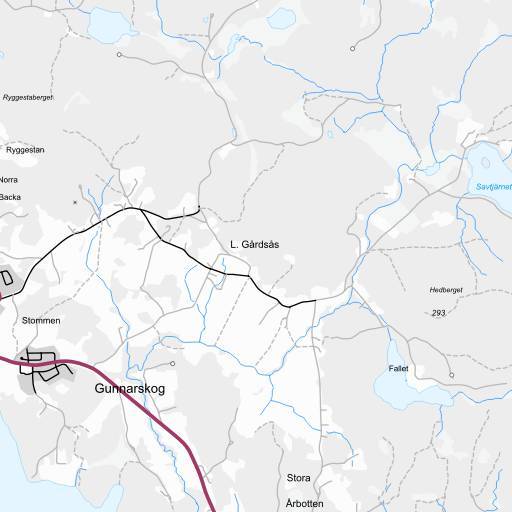 Ryggestaberget
Ryggestan
Norra
Backa
Savtjärnet
L. Gårdsås
Hedberget
293
Stommen
Fallet
Gunnarskog
Stora
Årbotten